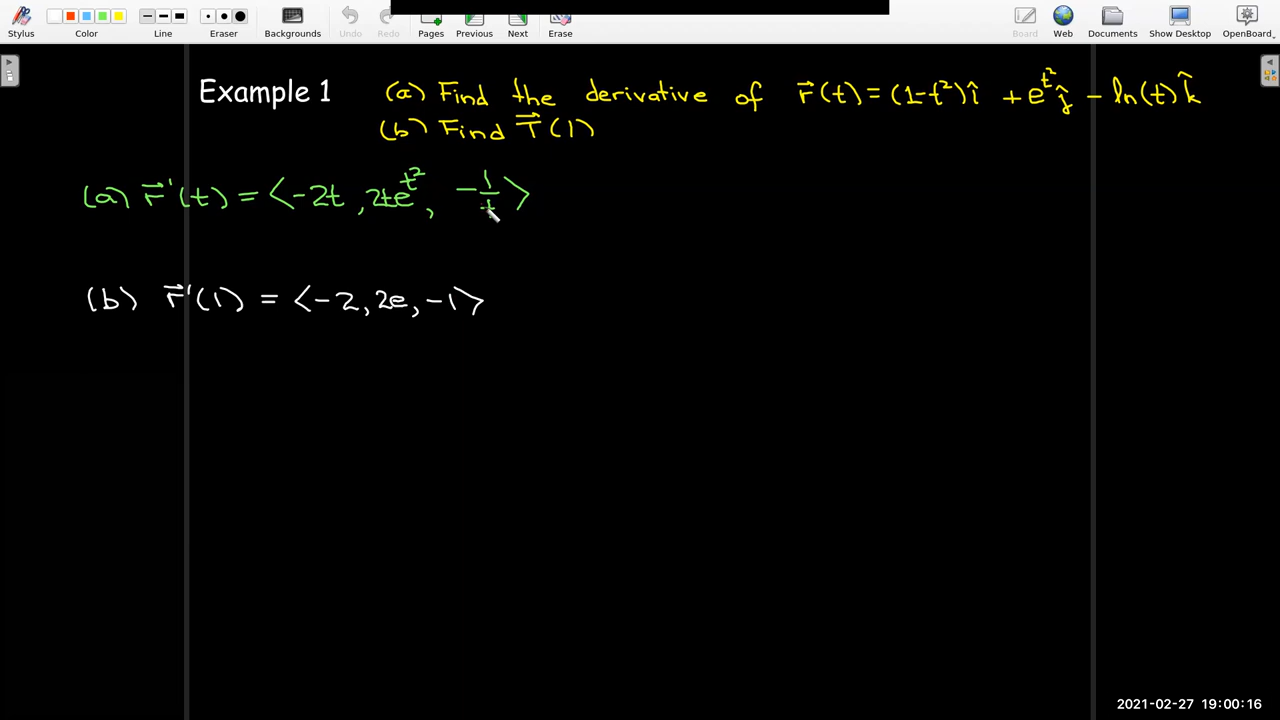 Stylus Color Line Eraser Backgrounds Undo Redo Pages Previous Next Erase Board Web Documents Show Desktop OpenBoard
Example 1 (a) Find the derivative of r⃗(t) = (1-t²)î + e^{t²}ĵ - ln(t)k̂
(b) Find T⃗(1)
(a) r⃗'(t) = ⟨-2t, 2te^{t²}, -1/t⟩
(b) r⃗'(1) = ⟨-2, 2e, -1⟩
2021-02-27 19:00:16